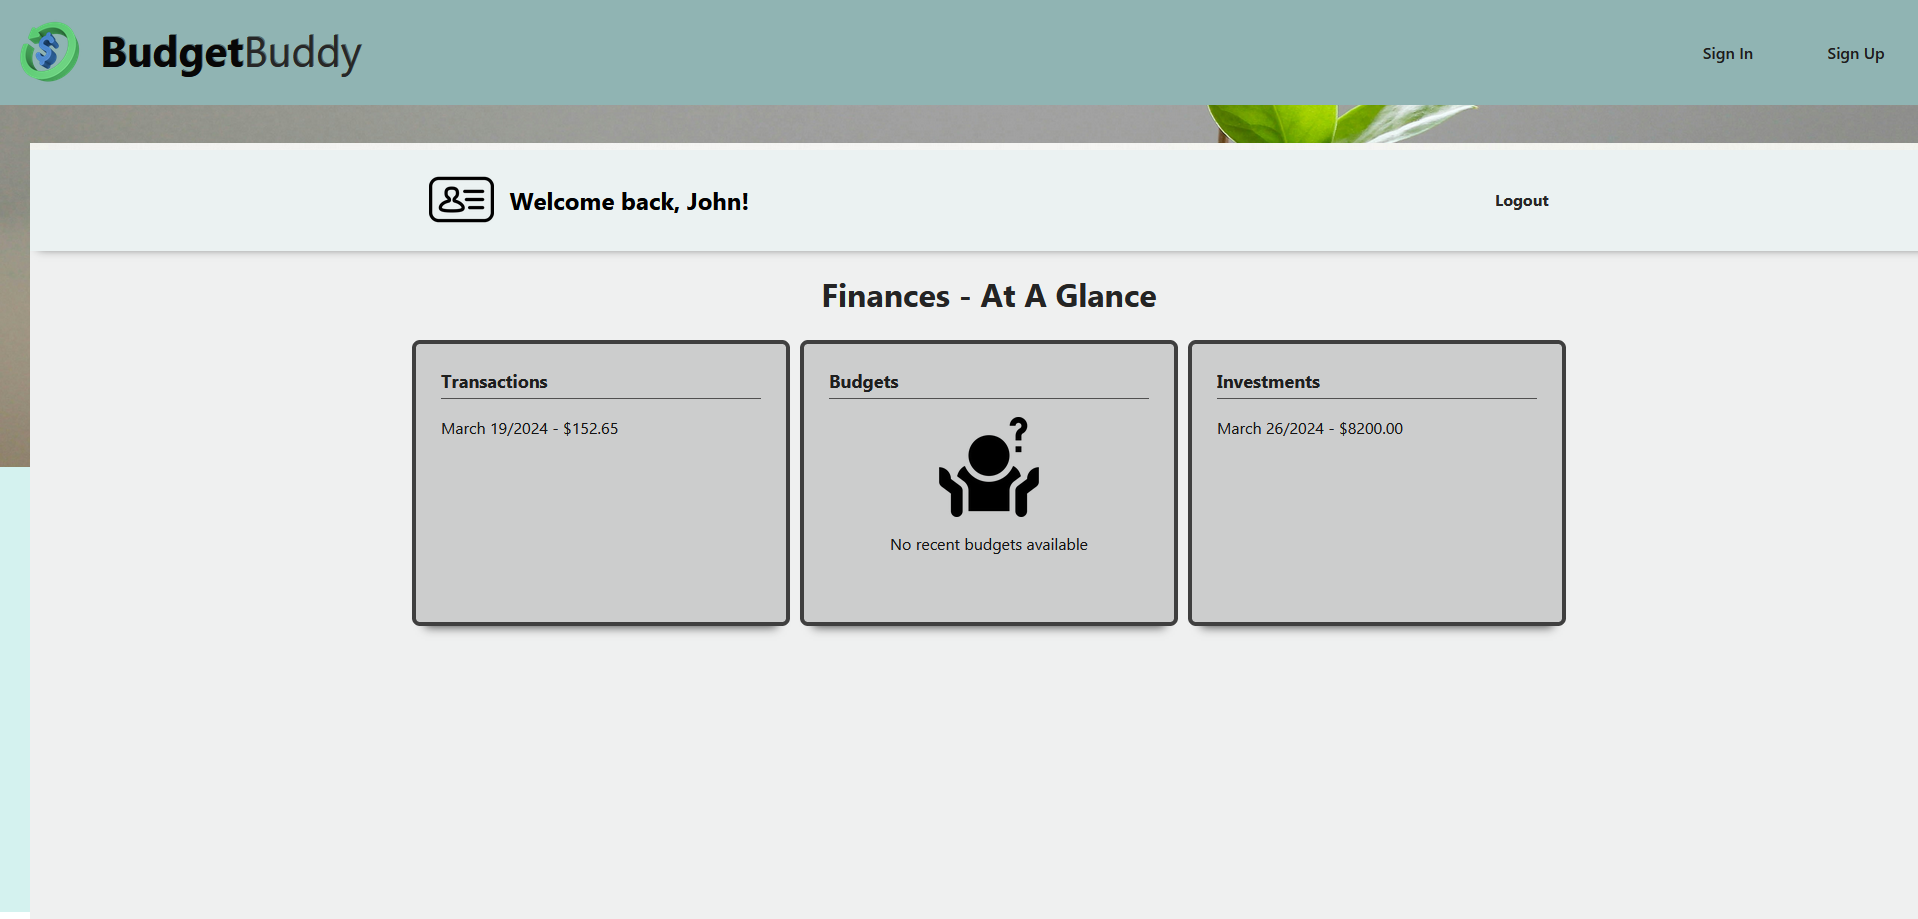 BudgetBuddy
Sign In
Sign Up
Welcome back, John!
Logout
Finances - At A Glance
Transactions
March 19/2024 - $152.65
Budgets
?
No recent budgets available
Investments
March 26/2024 - $8200.00